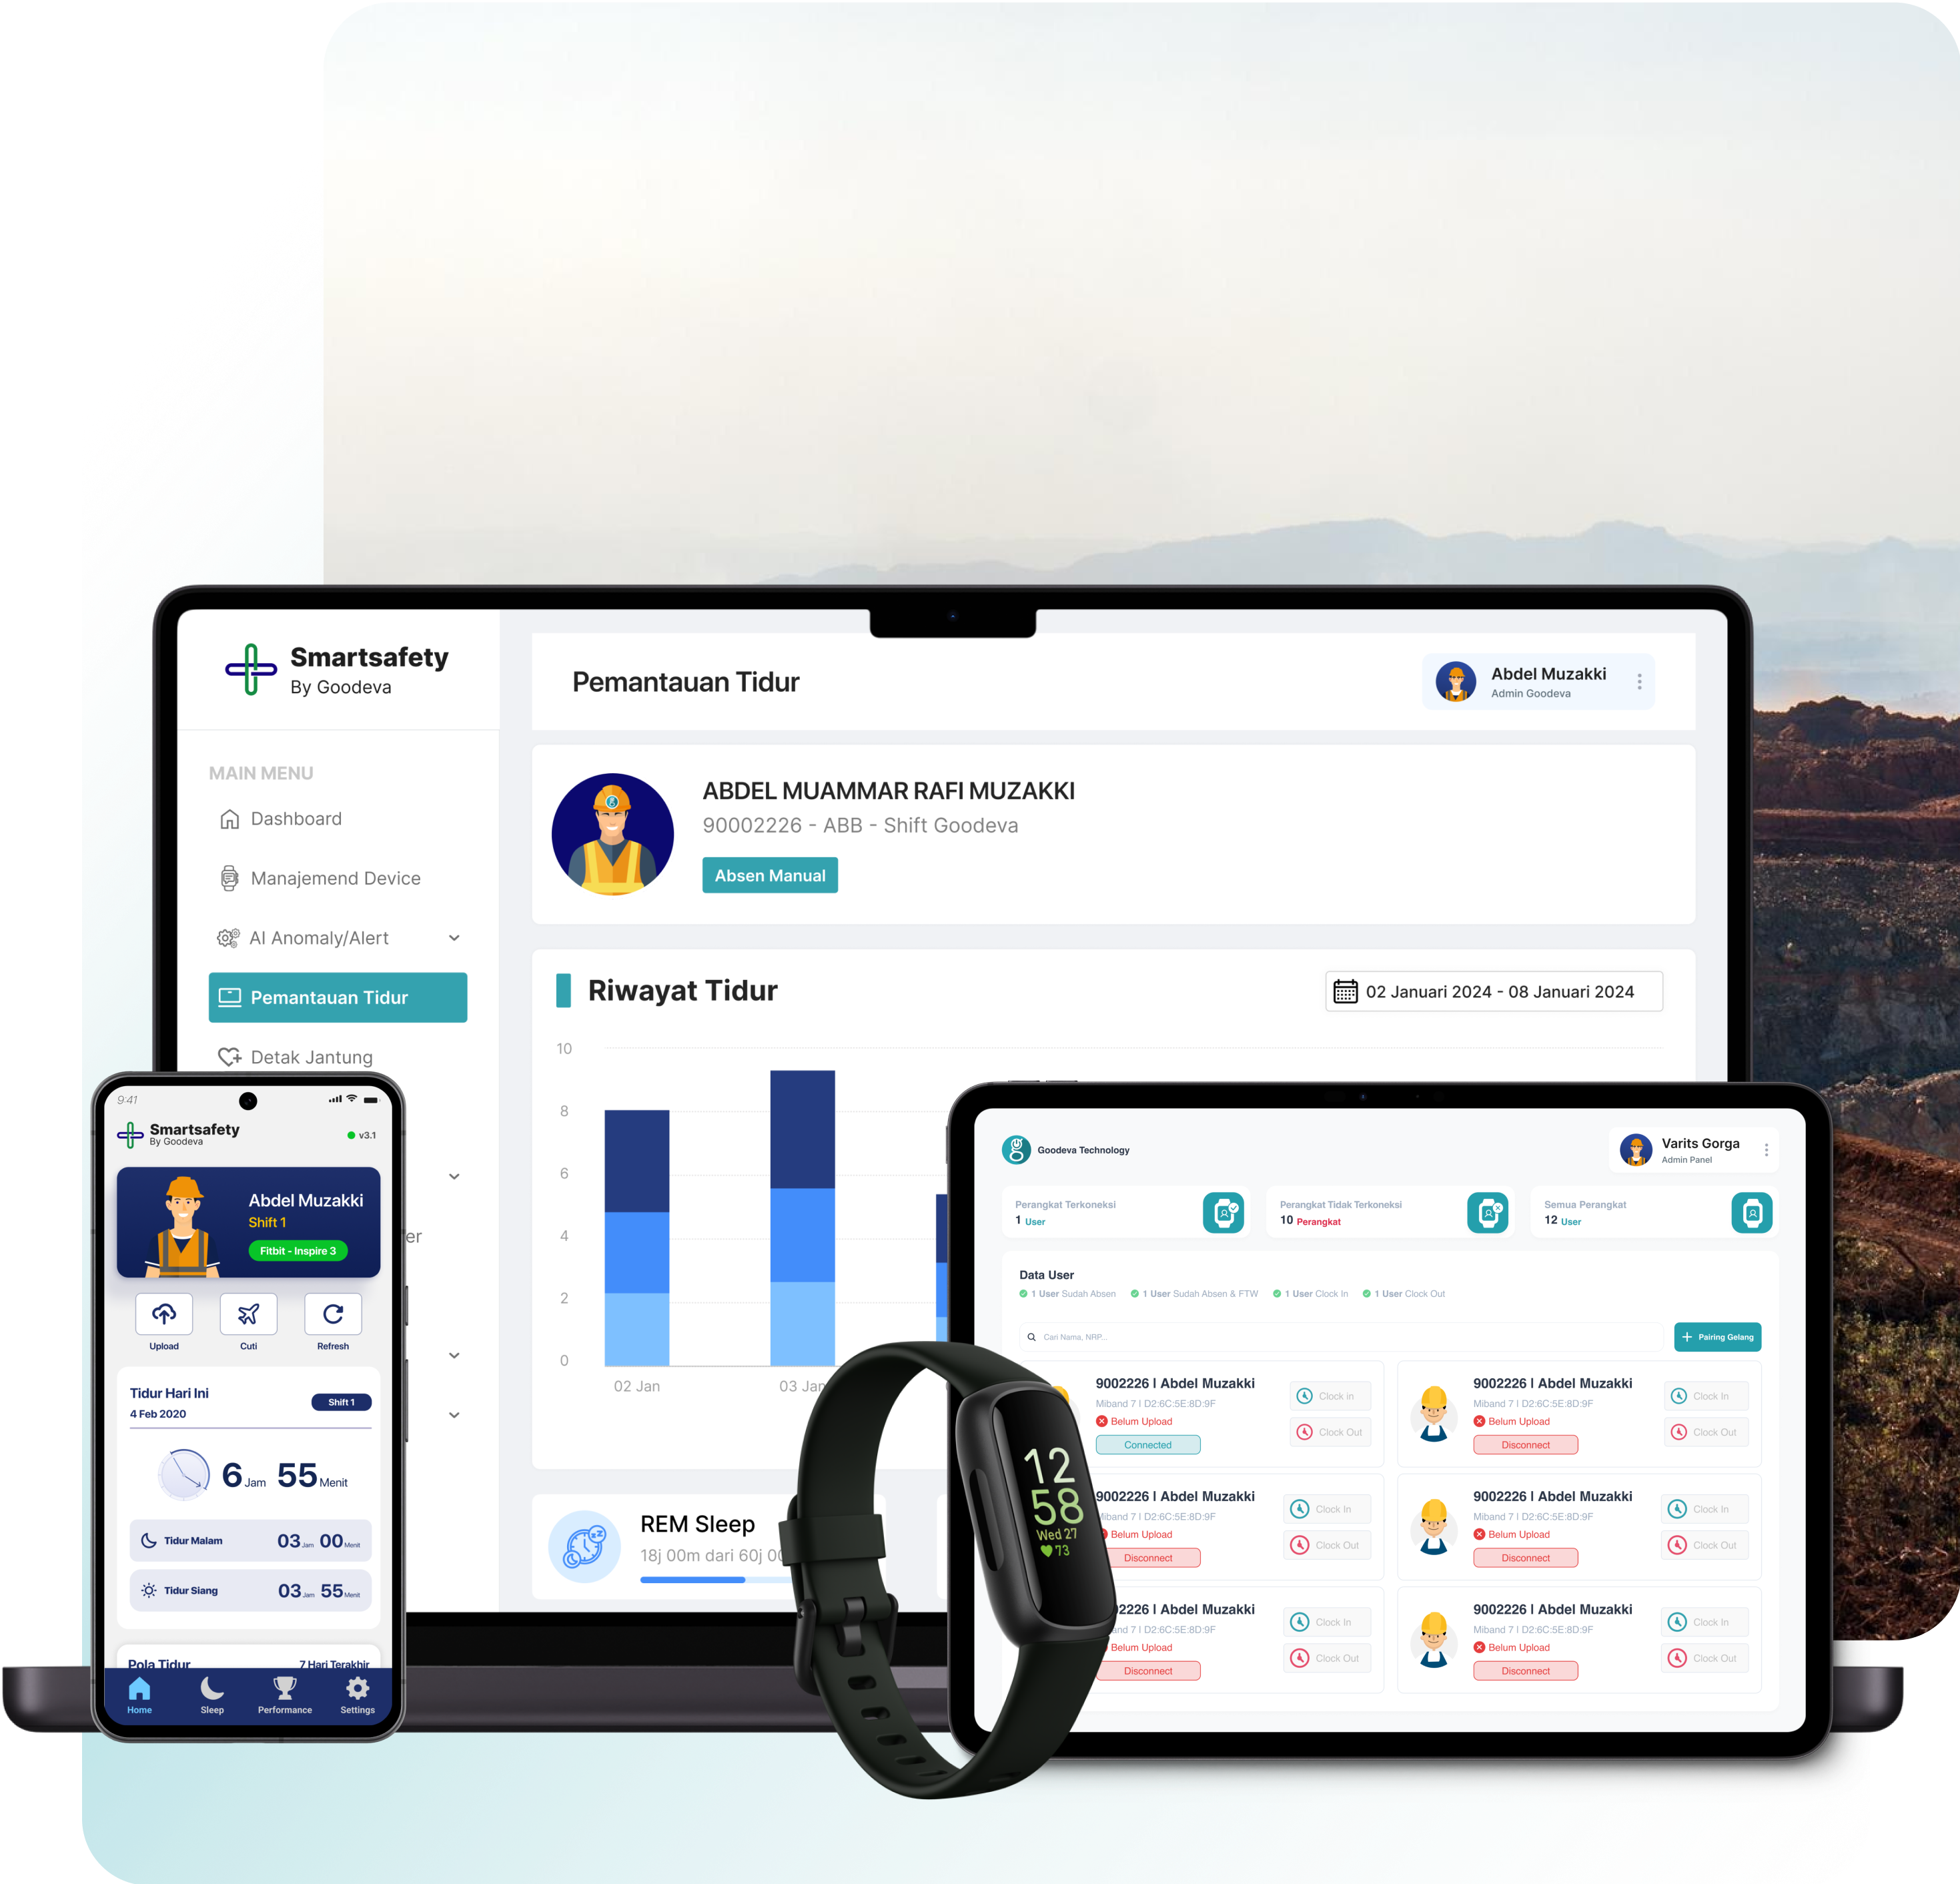 Smartsafety
By Goodeva
MAIN MENU
Dashboard
Manajemend Device
AI Anomaly/Alert
Pemantauan Tidur
Detak Jantung
er
Pemantauan Tidur
Abdel Muzakki
Admin Goodeva
ABDEL MUAMMAR RAFI MUZAKKI
90002226 - ABB - Shift Goodeva
Absen Manual
Riwayat Tidur
02 Januari 2024 - 08 Januari 2024
10
8
6
4
2
0
02 Jan
03 Jan
REM Sleep
18j 00m dari 60j 00
9:41
Smartsafety
By Goodeva
v3.1
Abdel Muzakki
Shift 1
Fitbit - Inspire 3
Upload
Cuti
Refresh
Tidur Hari Ini
4 Feb 2020
Shift 1
6 Jam 55 Menit
Tidur Malam 03 Jam 00 Menit
Tidur Siang 03 Jam 55 Menit
Pola Tidur
7 Hari Terakhir
Home
Sleep
Performance
Settings
12
58
Wed 27
73
Goodeva Technology
Varits Gorga
Admin Panel
Perangkat Terkoneksi
1 User
Perangkat Tidak Terkoneksi
10 Perangkat
Semua Perangkat
12 User
Data User
1 User Sudah Absen
1 User Sudah Absen & FTW
1 User Clock In
1 User Clock Out
Cari Nama, NRP...
Pairing Gelang
9002226 I Abdel Muzakki
Miband 7 I D2:6C:5E:8D:9F
Belum Upload
Connected
Clock in
Clock Out
9002226 I Abdel Muzakki
Miband 7 I D2:6C:5E:8D:9F
Belum Upload
Disconnect
Clock In
Clock Out
9002226 I Abdel Muzakki
Miband 7 I D2:6C:5E:8D:9F
Belum Upload
Disconnect
Clock In
Clock Out
9002226 I Abdel Muzakki
Miband 7 I D2:6C:5E:8D:9F
Belum Upload
Disconnect
Clock In
Clock Out
2226 I Abdel Muzakki
and 7 I D2:6C:5E:8D:9F
Belum Upload
Disconnect
Clock In
Clock Out
9002226 I Abdel Muzakki
Miband 7 I D2:6C:5E:8D:9F
Belum Upload
Disconnect
Clock In
Clock Out